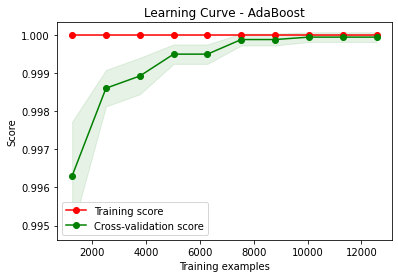 Learning Curve - AdaBoost
1.000
0.999
0.998
0.997
0.996
0.995
Score
Training score
Cross-validation score
2000 4000 6000 8000 10000 12000
Training examples